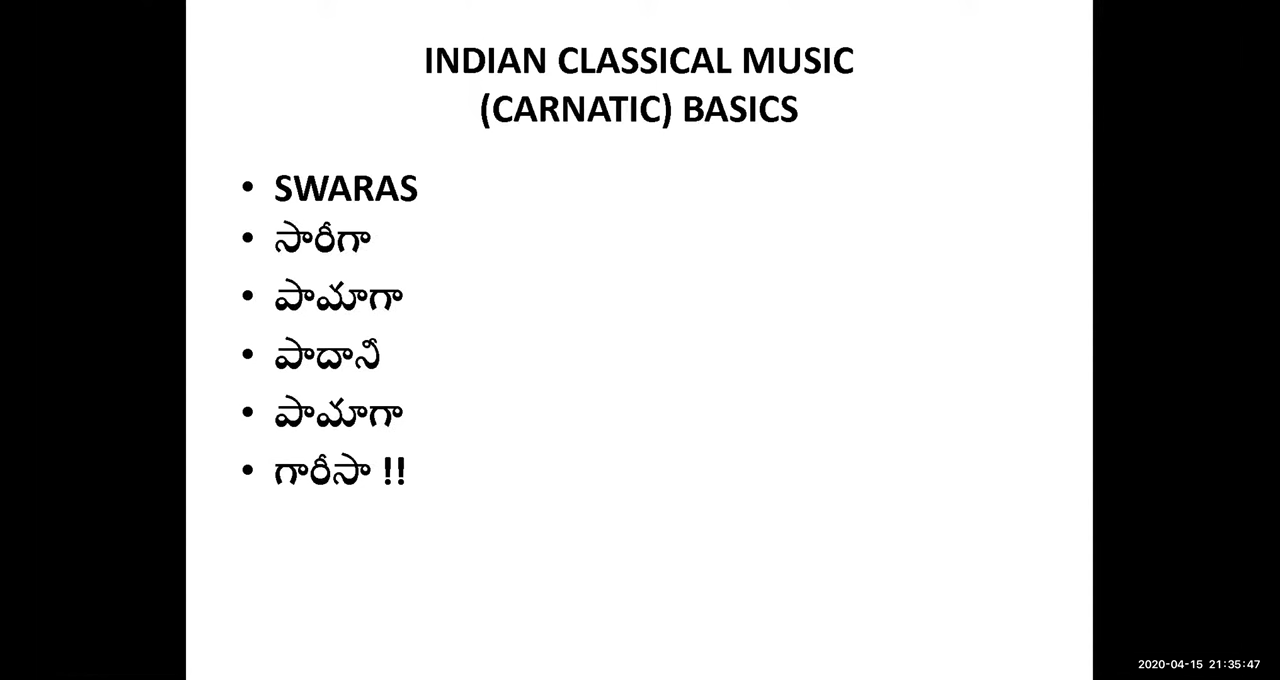 INDIAN CLASSICAL MUSIC
(CARNATIC) BASICS
• SWARAS
• సారీగా
• పామాగా
• పాదానీ
• పామాగా
• గారీసా !!
2020-04-15 21:35:47